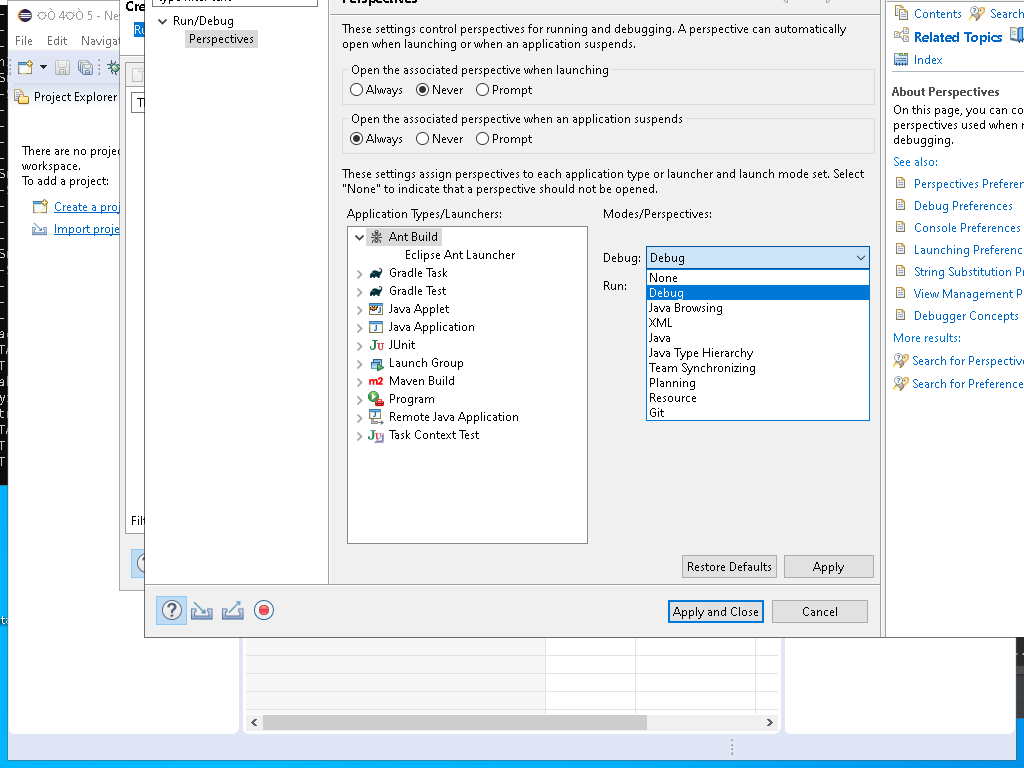 File Edit Navigat
Project Explorer
There are no projec
workspace.
To add a project:
Create a proj
Import proje
Cre
Ru
Filt
type filter text
Run/Debug
Perspectives
Perspectives
These settings control perspectives for running and debugging. A perspective can automatically
open when launching or when an application suspends.
Open the associated perspective when launching
Always Never Prompt
Open the associated perspective when an application suspends
Always Never Prompt
These settings assign perspectives to each application type or launcher and launch mode set. Select
"None" to indicate that a perspective should not be opened.
Application Types/Launchers:
Ant Build
Eclipse Ant Launcher
Gradle Task
Gradle Test
Java Applet
Java Application
JUnit
Launch Group
Maven Build
Program
Remote Java Application
Task Context Test
Modes/Perspectives:
Debug: Debug
Run:
None
Debug
Java Browsing
XML
Java
Java Type Hierarchy
Team Synchronizing
Planning
Resource
Git
Restore Defaults Apply
Apply and Close Cancel
Contents Search
Related Topics
Index
About Perspectives
On this page, you can co
perspectives used when r
debugging.
See also:
Perspectives Preferen
Debug Preferences
Console Preferences
Launching Preferenc
String Substitution Pr
View Management P
Debugger Concepts
More results:
Search for Perspective
Search for Preference